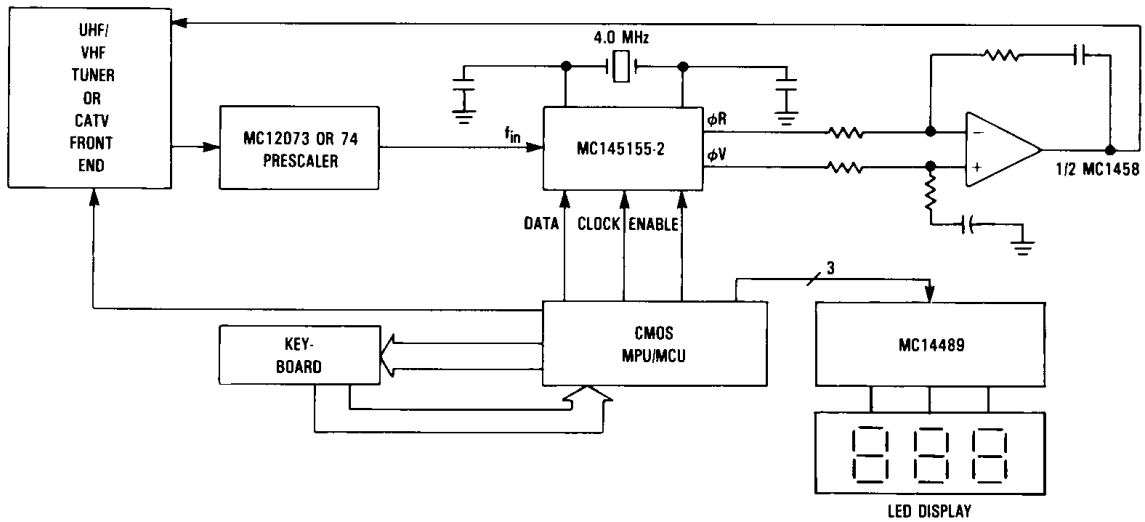 UHF/
VHF
TUNER
OR
CATV
FRONT
END
MC12073 OR 74
PRESCALER
fin
4.0 MHz
MC145155-2
ϕR
ϕV
−
+
1/2 MC1458
DATA
CLOCK
ENABLE
3
CMOS
MPU/MCU
KEY-
BOARD
MC14489
888
LED DISPLAY